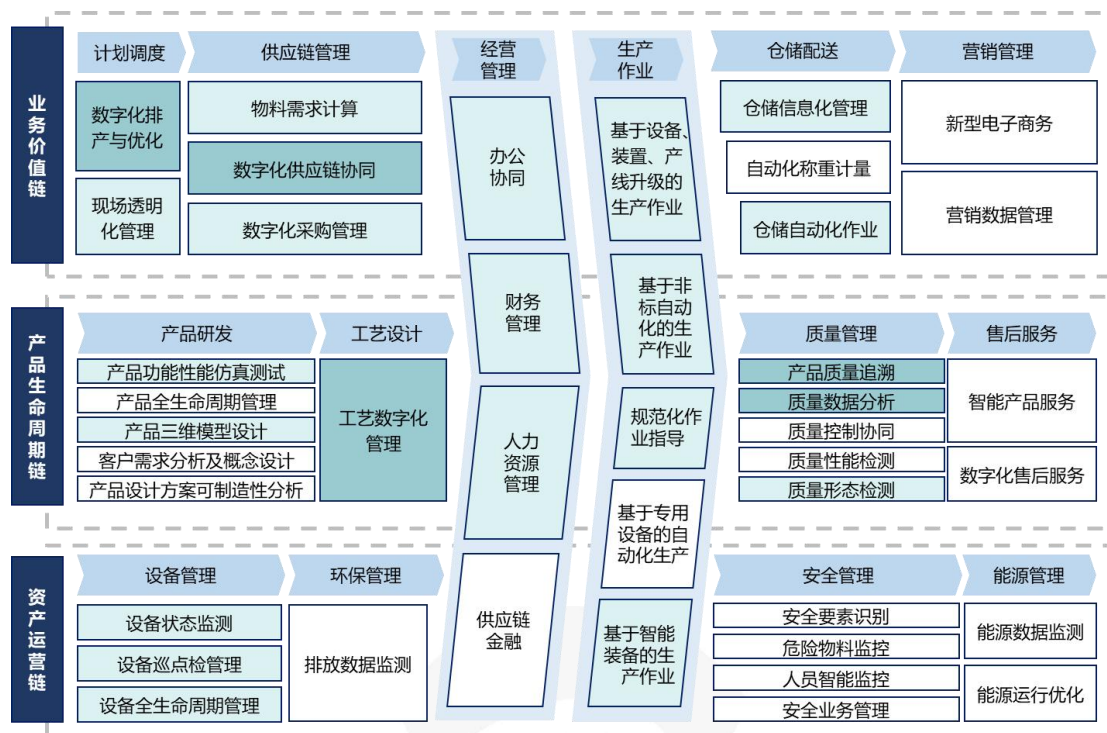 业务价值链
计划调度
供应链管理
经营
管理
生产
作业
仓储配送
营销管理
数字化排
产与优化
现场透明
化管理
物料需求计算
数字化供应链协同
数字化采购管理
办公
协同
基于设备、
装置、产
线升级的
生产作业
仓储信息化管理
自动化称重计量
仓储自动化作业
新型电子商务
营销数据管理
产品生命周期链
产品研发
工艺设计
财务
管理
基于非
标自动
化的生
产作业
质量管理
售后服务
产品功能性能仿真测试
产品全生命周期管理
产品三维模型设计
客户需求分析及概念设计
产品设计方案可制造性分析
工艺数字化
管理
人力
资源
管理
规范化作
业指导
产品质量追溯
质量数据分析
质量控制协同
质量性能检测
质量形态检测
智能产品服务
数字化售后服务
基于专用
设备的自
动化生产
资产运营链
设备管理
环保管理
供应链
金融
基于智能
装备的生
产作业
安全管理
能源管理
设备状态监测
设备巡点检管理
设备全生命周期管理
排放数据监测
安全要素识别
危险物料监控
人员智能监控
安全业务管理
能源数据监测
能源运行优化